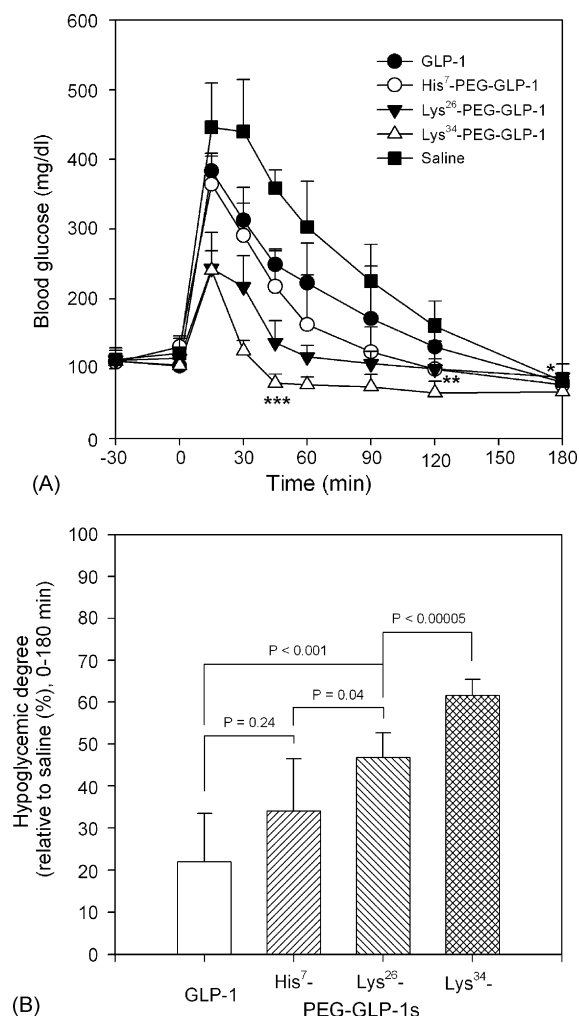 600
500
400
300
200
100
0
Blood glucose (mg/dl)
GLP-1
His⁷-PEG-GLP-1
Lys²⁶-PEG-GLP-1
Lys³⁴-PEG-GLP-1
Saline
***
**
*
-30 0 30 60 90 120 150 180
(A) Time (min)
100
90
80
70
60
50
40
30
20
10
0
Hypoglycemic degree
(relative to saline (%), 0-180 min)
P < 0.00005
P < 0.001
P = 0.04
P = 0.24
GLP-1 His⁷- Lys²⁶- Lys³⁴-
(B) PEG-GLP-1s